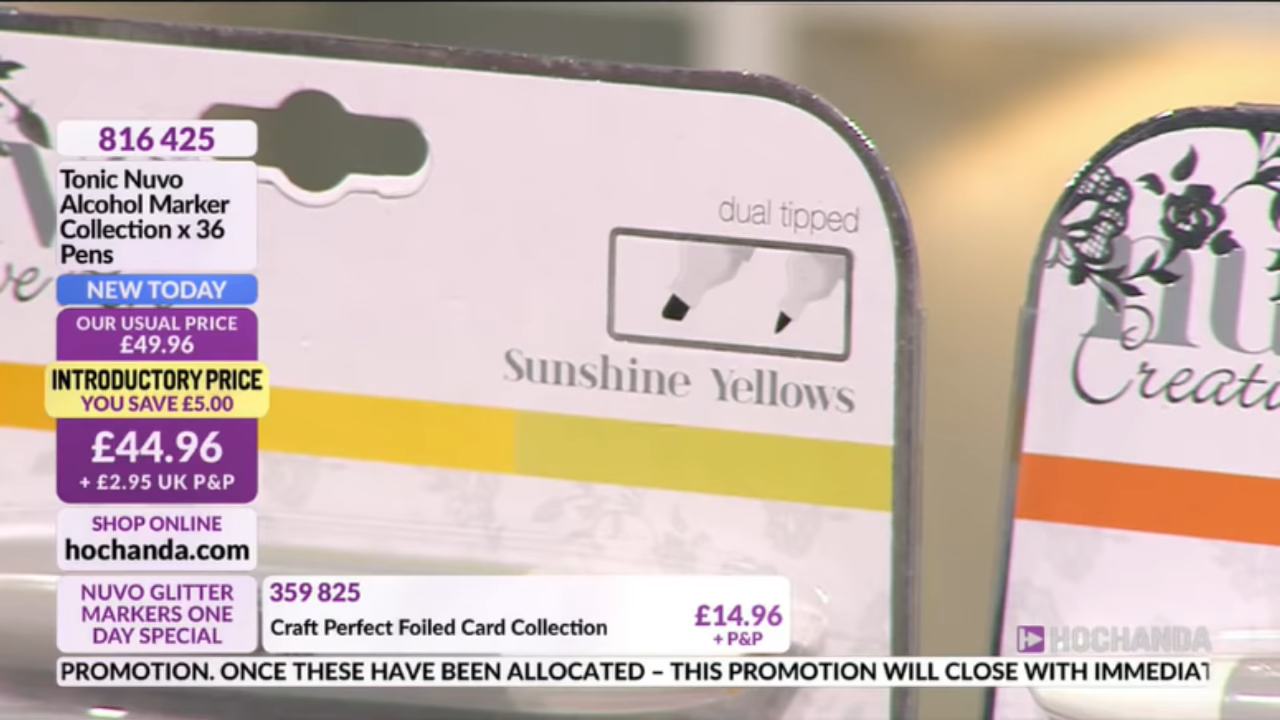 816 425
Tonic Nuvo
Alcohol Marker
Collection x 36
Pens
NEW TODAY
OUR USUAL PRICE
£49.96
INTRODUCTORY PRICE
YOU SAVE £5.00
£44.96
+ £2.95 UK P&P
SHOP ONLINE
hochanda.com
NUVO GLITTER
MARKERS ONE
DAY SPECIAL
359 825
Craft Perfect Foiled Card Collection
£14.96
+ P&P
PROMOTION. ONCE THESE HAVE BEEN ALLOCATED – THIS PROMOTION WILL CLOSE WITH IMMEDIAT
dual tipped
Sunshine Yellows
nu
Creati
HOCHANDA